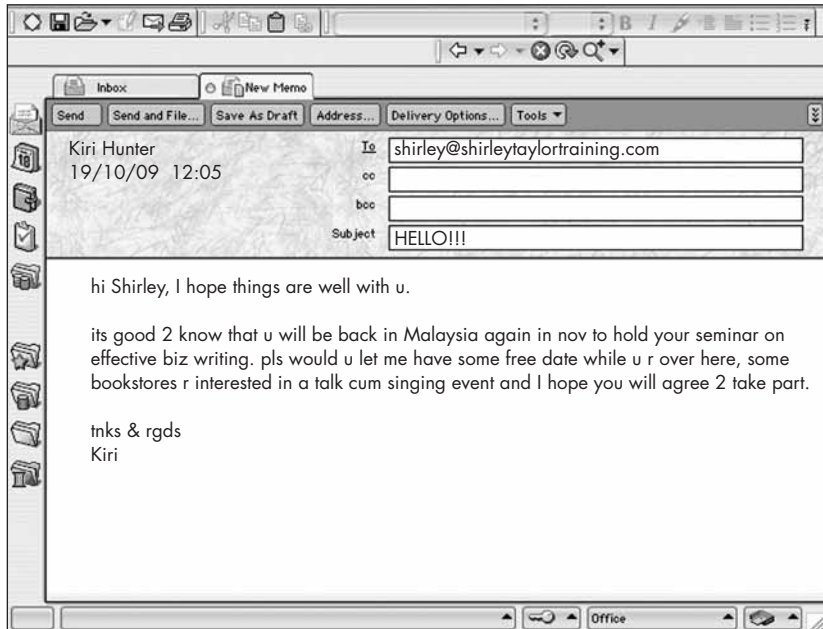 B I
Inbox
New Memo
Send Send and File... Save As Draft Address... Delivery Options... Tools
18
Kiri Hunter
19/10/09 12:05
To shirley@shirleytaylortraining.com
cc
bcc
Subject HELLO!!!
hi Shirley, I hope things are well with u.
its good 2 know that u will be back in Malaysia again in nov to hold your seminar on
effective biz writing. pls would u let me have some free date while u r over here, some
bookstores r interested in a talk cum singing event and I hope you will agree 2 take part.
tnks & rgds
Kiri
Office